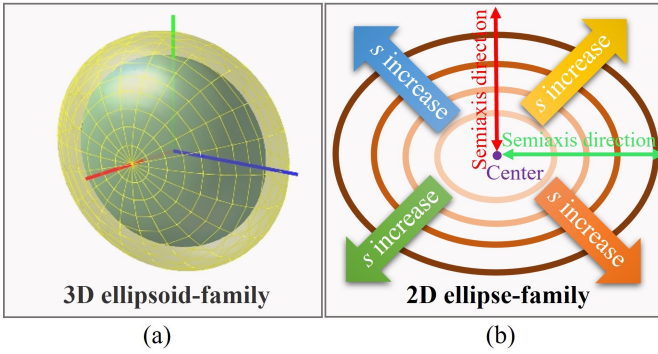 3D ellipsoid-family
(a)
s increase
s increase
Semiaxis direction
Semiaxis direction
Center
s increase
s increase
2D ellipse-family
(b)